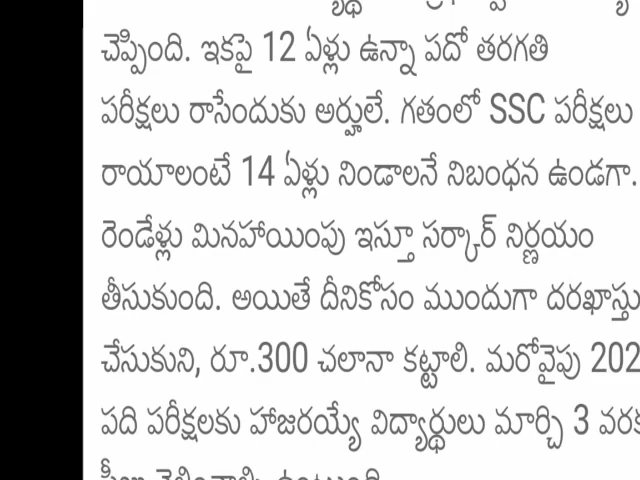 చెప్పింది. ఇకపై 12 ఏళ్లు ఉన్నా పదో తరగతి
పరీక్షలు రాసేందుకు అర్హులే. గతంలో SSC పరీక్షలు
రాయాలంటే 14 ఏళ్లు నిండాలనే నిబంధన ఉండగా.
రెండేళ్లు మినహాయింపు ఇస్తూ సర్కార్ నిర్ణయం
తీసుకుంది. అయితే దీనికోసం ముందుగా దరఖాస్తు
చేసుకుని, రూ.300 చలానా కట్టాలి. మరోవైపు 202
పది పరీక్షలకు హాజరయ్యే విద్యార్థులు మార్చి 3